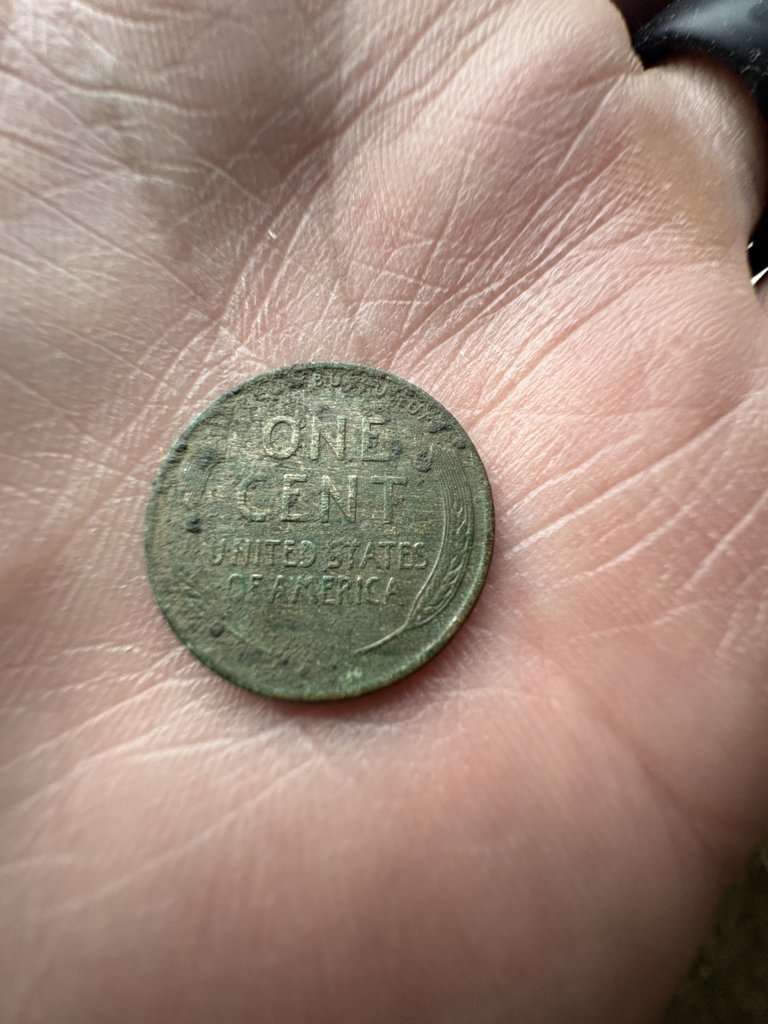 ONE
CENT
UNITED STATES
OF AMERICA